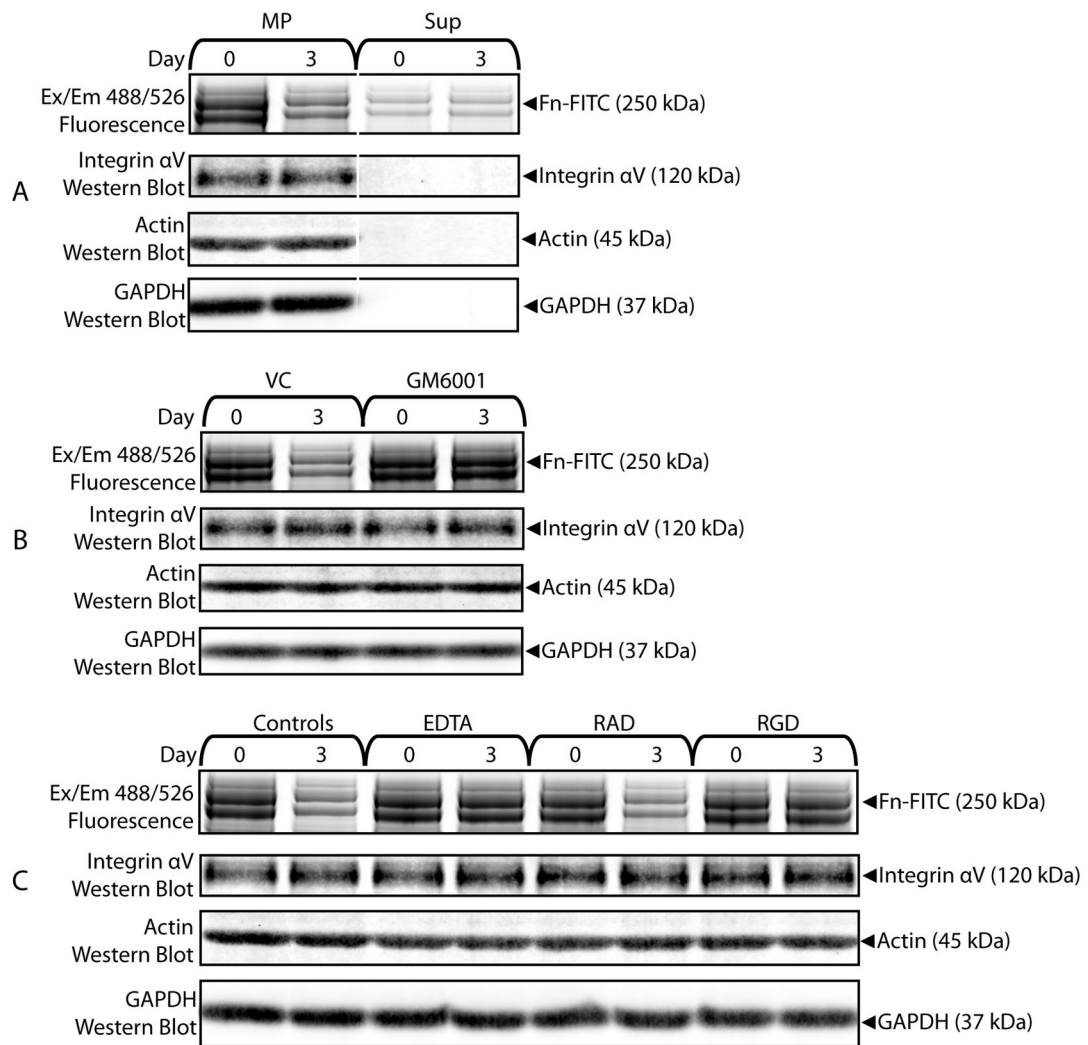 MP Sup
Day 0 3 0 3
Ex/Em 488/526
Fluorescence
Fn-FITC (250 kDa)
Integrin αV
Western Blot
Integrin αV (120 kDa)
A
Actin
Western Blot
Actin (45 kDa)
GAPDH
Western Blot
GAPDH (37 kDa)
VC GM6001
Day 0 3 0 3
Ex/Em 488/526
Fluorescence
Fn-FITC (250 kDa)
Integrin αV
Western Blot
Integrin αV (120 kDa)
B
Actin
Western Blot
Actin (45 kDa)
GAPDH
Western Blot
GAPDH (37 kDa)
Controls EDTA RAD RGD
Day 0 3 0 3 0 3 0 3
Ex/Em 488/526
Fluorescence
Fn-FITC (250 kDa)
Integrin αV
Western Blot
Integrin αV (120 kDa)
C
Actin
Western Blot
Actin (45 kDa)
GAPDH
Western Blot
GAPDH (37 kDa)